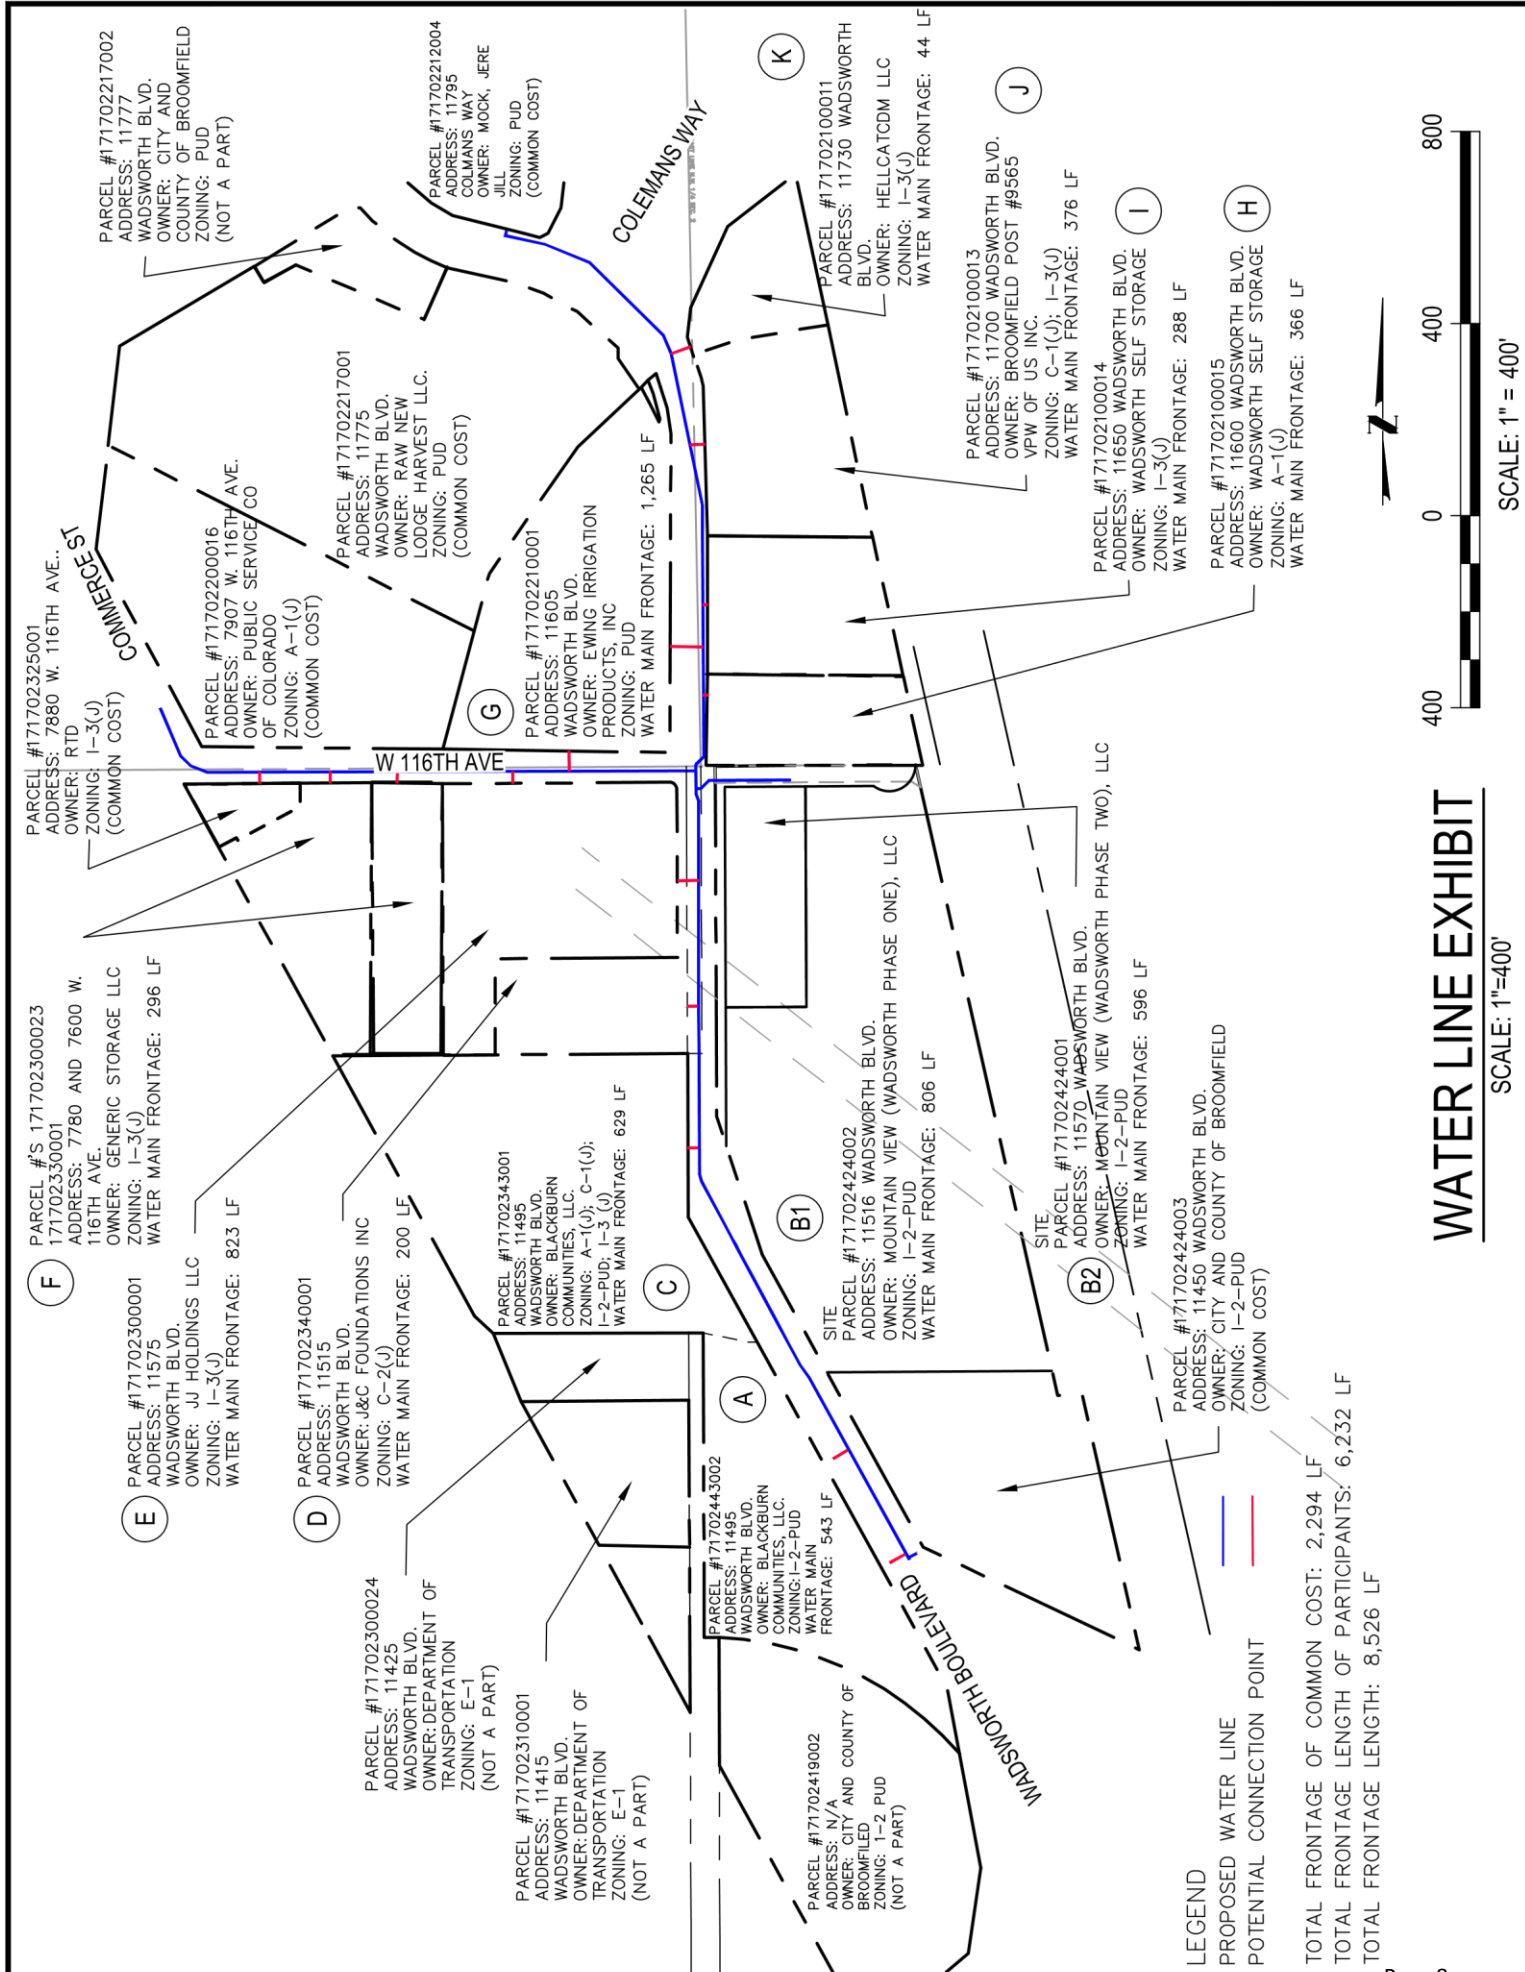 PARCEL #171702325001
ADDRESS: 7880 W. 116TH AVE..
OWNER: RTD
ZONING: I-3(J)
(COMMON COST)
COMMERCE ST
PARCEL #171702217002
ADDRESS: 11777
WADSWORTH BLVD.
OWNER: CITY AND
COUNTY OF BROOMFIELD
ZONING: PUD
(NOT A PART)
PARCEL #171702212004
ADDRESS: 11795
COLMANS WAY
OWNER: MOCK, JERE
JILL
ZONING: PUD
(COMMON COST)
COLEMANS WAY
PARCEL #171702200016
ADDRESS: 7907 W. 116TH AVE.
OWNER: PUBLIC SERVICE CO
OF COLORADO
ZONING: A-1(J)
(COMMON COST)
PARCEL #171702217001
ADDRESS: 11775
WADSWORTH BLVD.
OWNER: RAW NEW
LODGE HARVEST LLC.
ZONING: PUD
(COMMON COST)
G
PARCEL #171702210001
ADDRESS: 11605
WADSWORTH BLVD.
OWNER: EWING IRRIGATION
PRODUCTS, INC
ZONING: PUD
WATER MAIN FRONTAGE: 1,265 LF
W 116TH AVE
F
PARCEL #'S 171702300023
171702330001
ADDRESS: 7780 AND 7600 W.
116TH AVE.
OWNER: GENERIC STORAGE LLC
ZONING: I-3(J)
WATER MAIN FRONTAGE: 296 LF
E
PARCEL #171702300001
ADDRESS: 11575
WADSWORTH BLVD.
OWNER: JJ HOLDINGS LLC
ZONING: I-3(J)
WATER MAIN FRONTAGE: 823 LF
D
PARCEL #171702340001
ADDRESS: 11515
WADSWORTH BLVD.
OWNER: J&C FOUNDATIONS INC
ZONING: C-2(J)
WATER MAIN FRONTAGE: 200 LF
PARCEL #171702343001
ADDRESS: 11495
WADSWORTH BLVD.
OWNER: BLACKBURN
COMMUNITIES, LLC.
ZONING: A-1(J); C-1(J);
I-2-PUD; I-3 (J)
WATER MAIN FRONTAGE: 629 LF
C
PARCEL #171702300024
ADDRESS: 11425
WADSWORTH BLVD.
OWNER:DEPARTMENT OF
TRANSPORTATION
ZONING: E-1
(NOT A PART)
PARCEL #171702310001
ADDRESS: 11415
WADSWORTH BLVD.
OWNER:DEPARTMENT OF
TRANSPORTATION
ZONING: E-1
(NOT A PART)
A
PARCEL #171702443002
ADDRESS: 11495
WADSWORTH BLVD.
OWNER: BLACKBURN
COMMUNITIES, LLC.
ZONING:I-2-PUD
WATER MAIN
FRONTAGE: 543 LF
PARCEL #171702419002
ADDRESS: N/A
OWNER: CITY AND COUNTY OF
BROOMFILED
ZONING: 1-2 PUD
(NOT A PART)
WADSWORTH BOULEVARD
K
PARCEL #171702100011
ADDRESS: 11730 WADSWORTH
BLVD.
OWNER: HELLCATCDM LLC
ZONING: I-3(J)
WATER MAIN FRONTAGE: 44 LF
J
PARCEL #171702100013
ADDRESS: 11700 WADSWORTH BLVD.
OWNER: BROOMFIELD POST #9565
VPW OF US INC.
ZONING: C-1(J); I-3(J)
WATER MAIN FRONTAGE: 376 LF
I
PARCEL #171702100014
ADDRESS: 11650 WADSWORTH BLVD.
OWNER: WADSWORTH SELF STORAGE
ZONING: I-3(J)
WATER MAIN FRONTAGE: 288 LF
H
PARCEL #171702100015
ADDRESS: 11600 WADSWORTH BLVD.
OWNER: WADSWORTH SELF STORAGE
ZONING: A-1(J)
WATER MAIN FRONTAGE: 366 LF
B1
SITE
PARCEL #171702424002
ADDRESS: 11516 WADSWORTH BLVD.
OWNER: MOUNTAIN VIEW (WADSWORTH PHASE ONE), LLC
ZONING: I-2-PUD
WATER MAIN FRONTAGE: 806 LF
B2
SITE
PARCEL #171702424001
ADDRESS: 11570 WADSWORTH BLVD.
OWNER: MOUNTAIN VIEW (WADSWORTH PHASE TWO), LLC
ZONING: I-2-PUD
WATER MAIN FRONTAGE: 596 LF
PARCEL #171702424003
ADDRESS: 11450 WADSWORTH BLVD.
OWNER: CITY AND COUNTY OF BROOMFIELD
ZONING: I-2-PUD
(COMMON COST)
LEGEND
PROPOSED WATER LINE
POTENTIAL CONNECTION POINT
TOTAL FRONTAGE OF COMMON COST: 2,294 LF
TOTAL FRONTAGE LENGTH OF PARTICIPANTS: 6,232 LF
TOTAL FRONTAGE LENGTH: 8,526 LF
N
400 0 400 800
SCALE: 1" = 400'
WATER LINE EXHIBIT
SCALE: 1"=400'